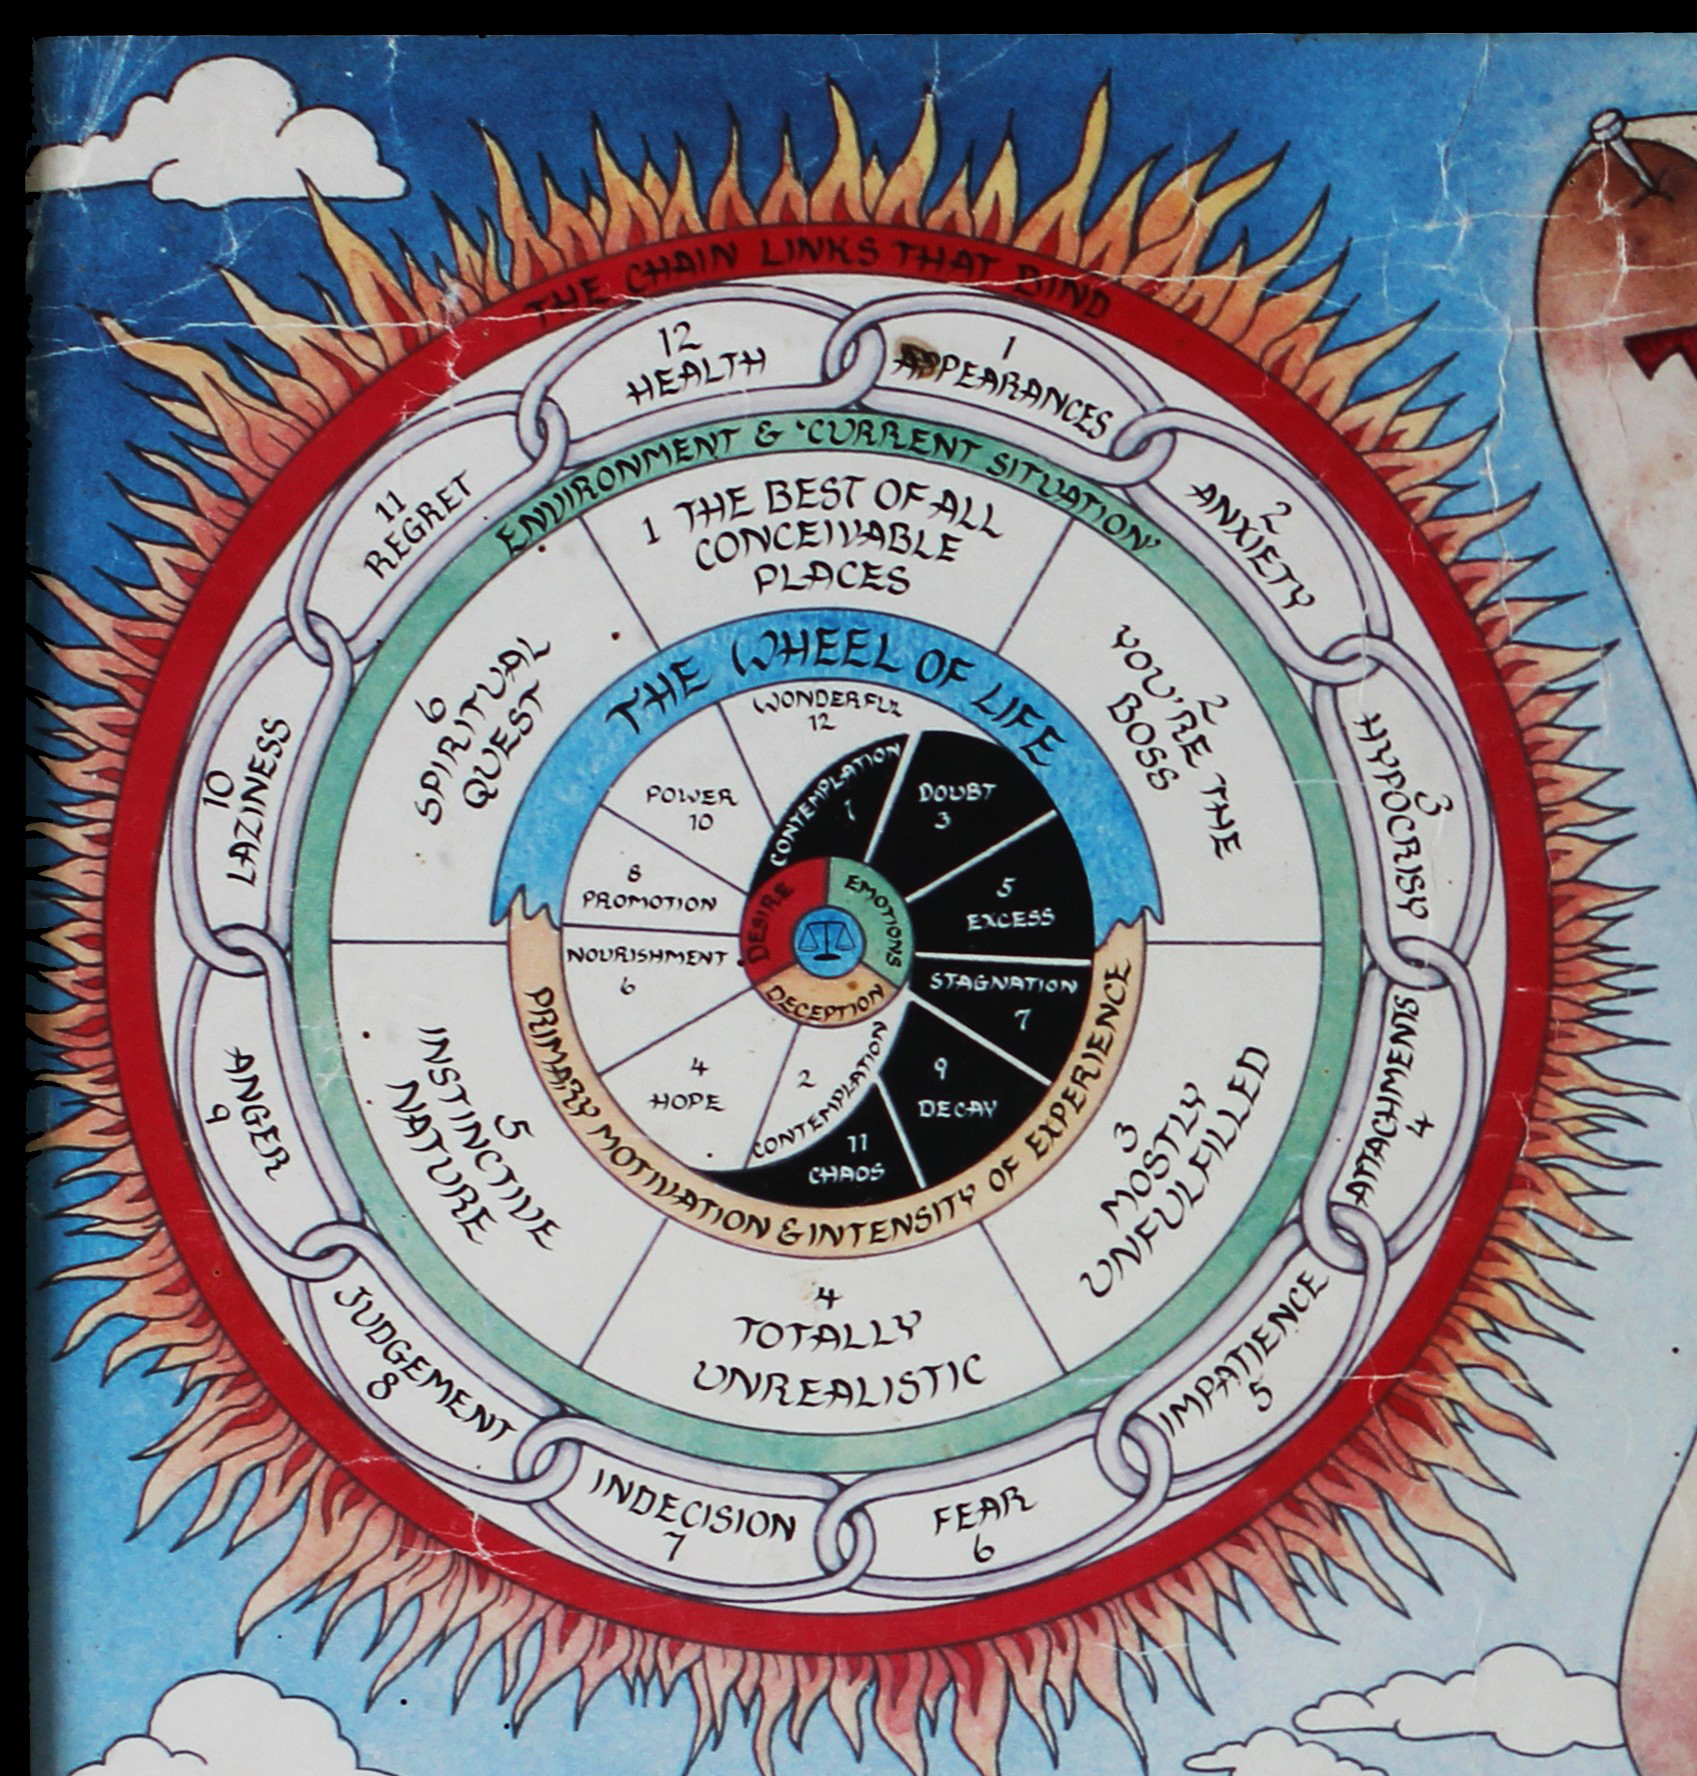 THE CHAIN LINKS THAT BIND
12
HEALTH
1
APPEARANCES
2
ANXIETY
3
HYPOCRISY
ATTACHMENTS
4
IMPATIENCE
5
FEAR
6
INDECISION
7
JUDGEMENT
8
ANGER
9
10
LAZINESS
11
REGRET
ENVIRONMENT & 'CURRENT SITUATION'
1 THE BEST OF ALL
CONCEIVABLE
PLACES
2
YOU'RE THE
BOSS
3
MOSTLY
UNFULFILLED
4
TOTALLY
UNREALISTIC
5
INSTINCTIVE
NATURE
6
SPIRITUAL
QUEST
THE WHEEL OF LIFE
PRIMARY MOTIVATION & INTENSITY OF EXPERIENCE
WONDERFUL
12
CONTEMPLATION
1
DOUBT
3
5
EXCESS
STAGNATION
7
9
DECAY
11
CHAOS
2
CONTEMPLATION
4
HOPE
NOURISHMENT
6
8
PROMOTION
POWER
10
DESIRE
EMOTIONS
DECEPTION